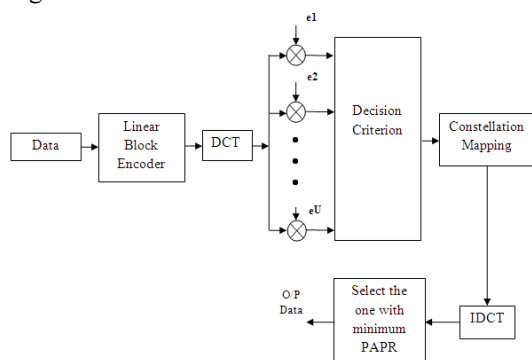 e1
e2
eU
Data
Linear
Block
Encoder
DCT
Decision
Criterion
Constellation
Mapping
O/P
Data
Select the
one with
minimum
PAPR
IDCT